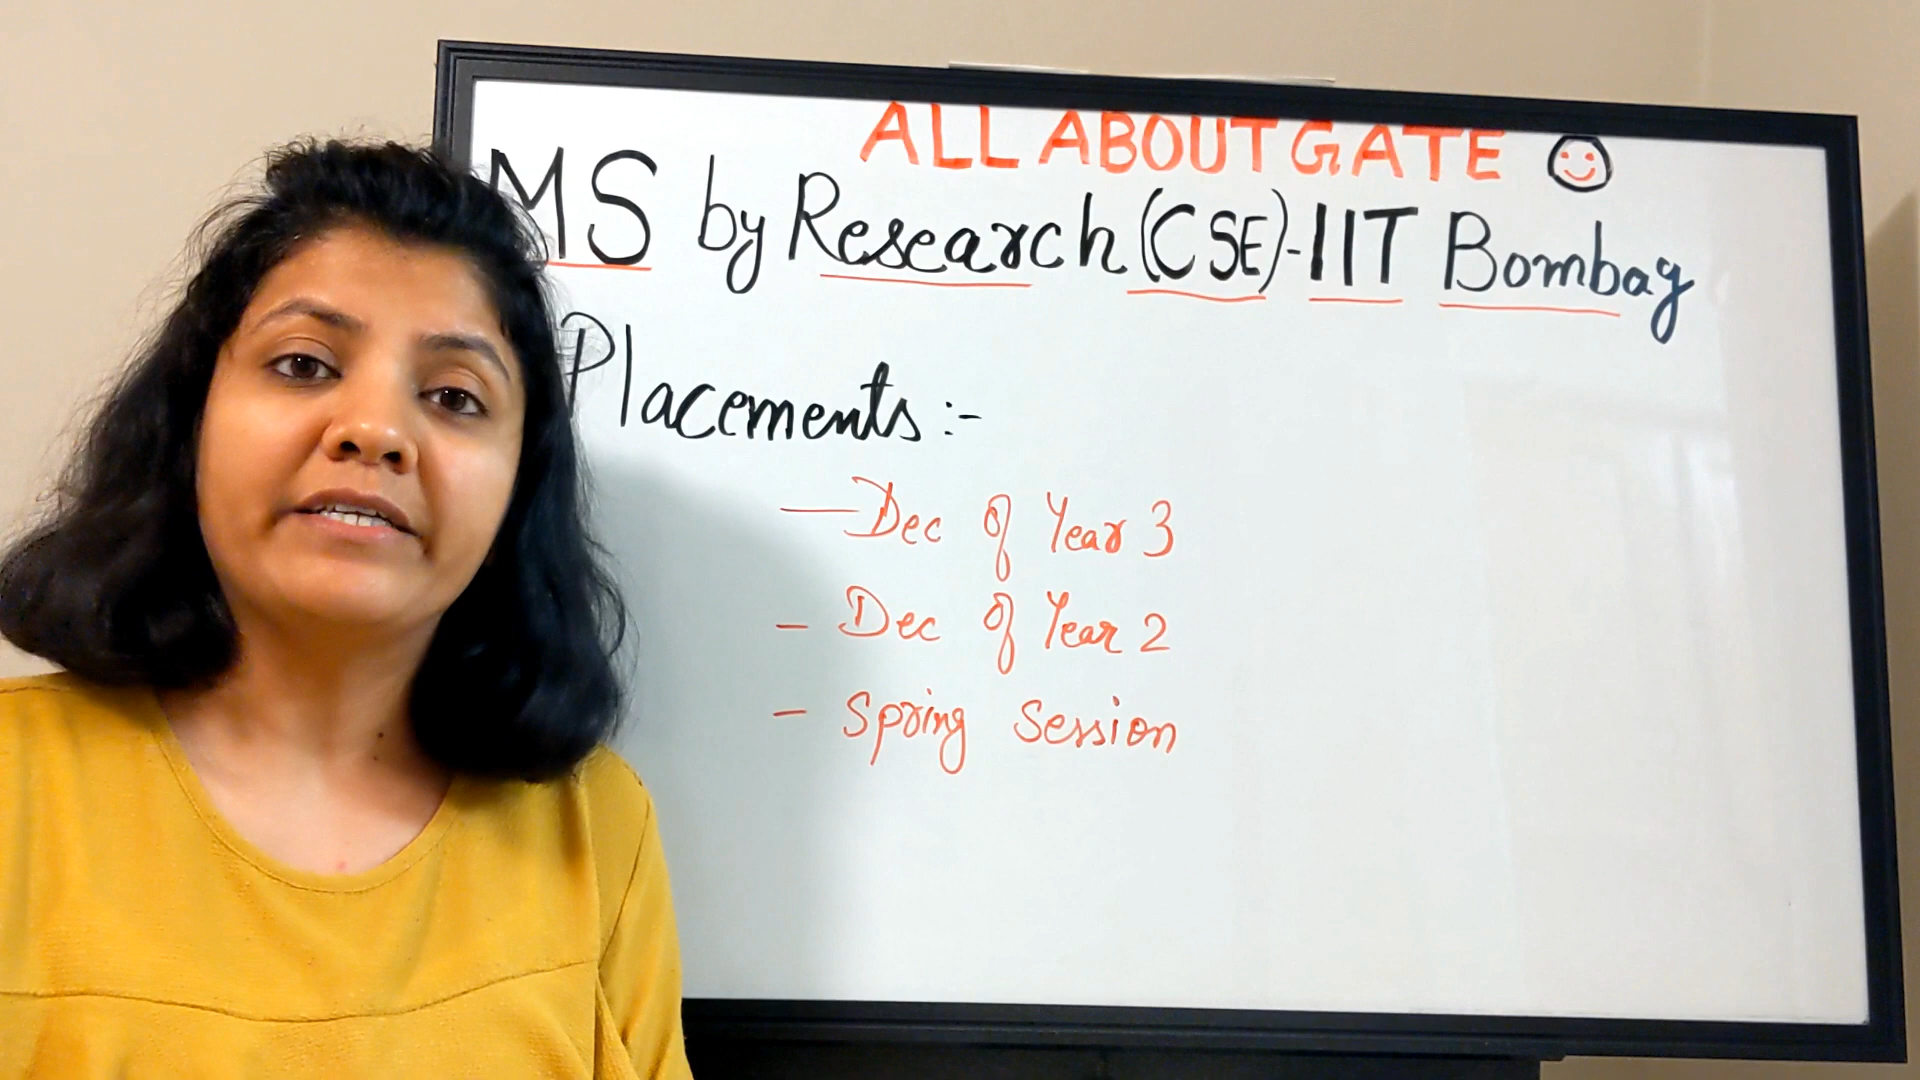 ALL ABOUT GATE
MS by Research (CSE)-IIT Bombay
Placements :-
— Dec of Year 3
- Dec of Year 2
- Spring Session